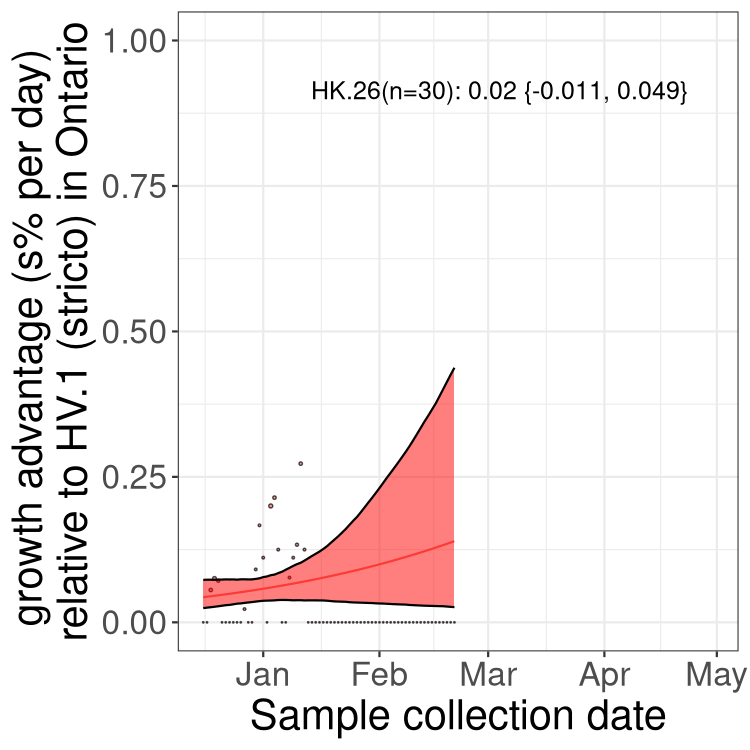 growth advantage (s% per day)
relative to HV.1 (stricto) in Ontario
1.00
0.75
0.50
0.25
0.00
HK.26(n=30): 0.02 {-0.011, 0.049}
Jan
Feb
Mar
Apr
May
Sample collection date